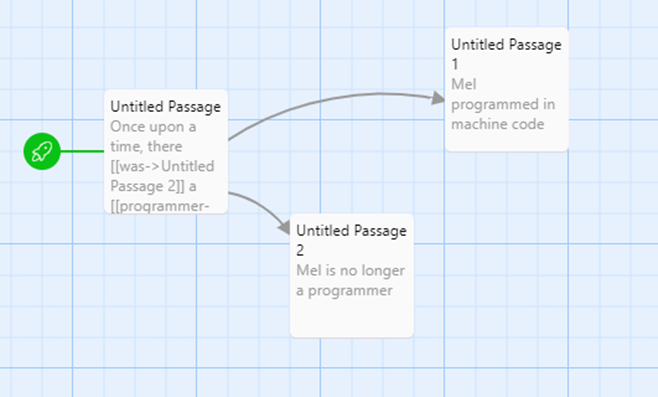 Untitled Passage
Once upon a
time, there
[[was->Untitled
Passage 2]] a
[[programmer-
Untitled Passage
1
Mel
programmed in
machine code
Untitled Passage
2
Mel is no longer
a programmer